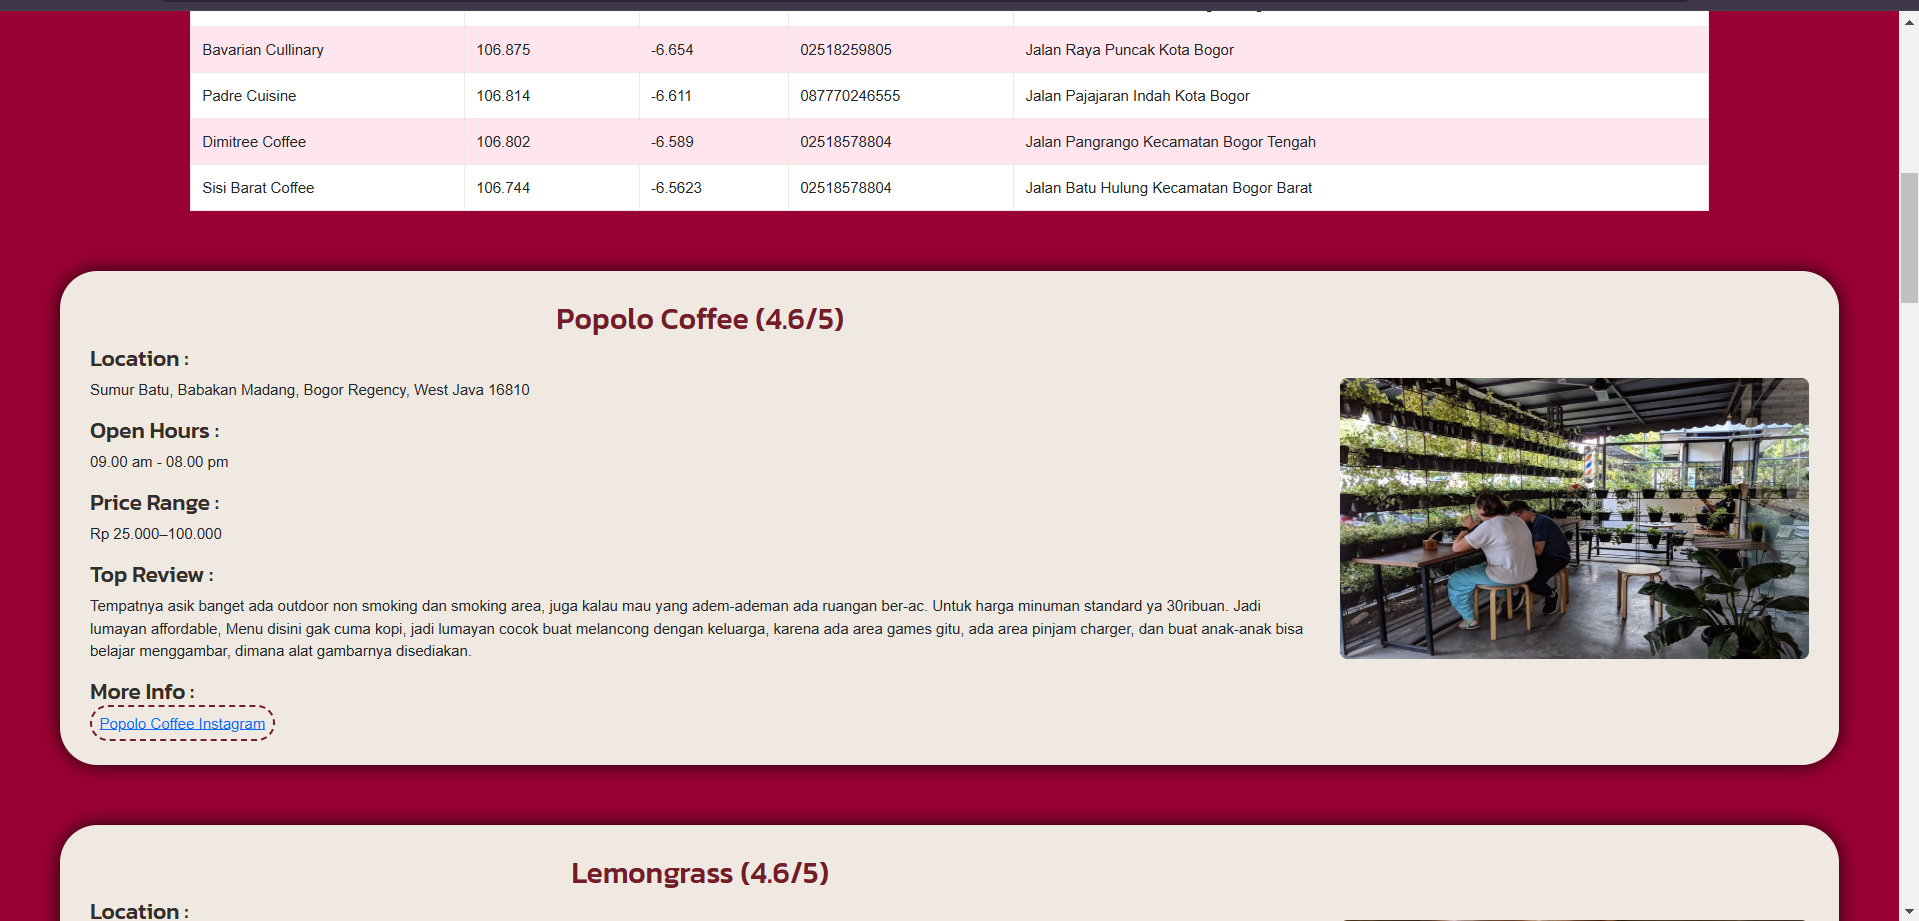 Bavarian Cullinary 106.875 -6.654 02518259805 Jalan Raya Puncak Kota Bogor
Padre Cuisine 106.814 -6.611 087770246555 Jalan Pajajaran Indah Kota Bogor
Dimitree Coffee 106.802 -6.589 02518578804 Jalan Pangrango Kecamatan Bogor Tengah
Sisi Barat Coffee 106.744 -6.5623 02518578804 Jalan Batu Hulung Kecamatan Bogor Barat
Popolo Coffee (4.6/5)
Location :
Sumur Batu, Babakan Madang, Bogor Regency, West Java 16810
Open Hours :
09.00 am - 08.00 pm
Price Range :
Rp 25.000–100.000
Top Review :
Tempatnya asik banget ada outdoor non smoking dan smoking area, juga kalau mau yang adem-ademan ada ruangan ber-ac. Untuk harga minuman standard ya 30ribuan. Jadi
lumayan affordable, Menu disini gak cuma kopi, jadi lumayan cocok buat melancong dengan keluarga, karena ada area games gitu, ada area pinjam charger, dan buat anak-anak bisa
belajar menggambar, dimana alat gambarnya disediakan.
More Info :
Popolo Coffee Instagram
Lemongrass (4.6/5)
Location :